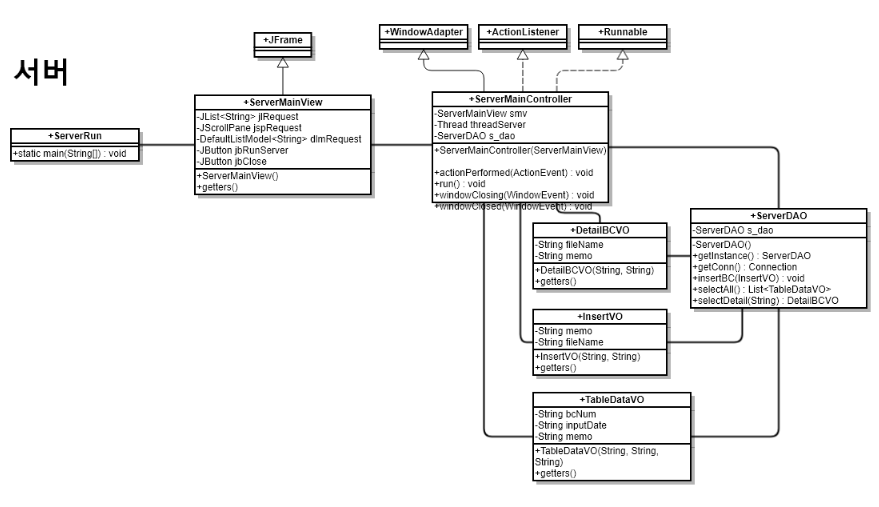 서버
+JFrame
+WindowAdapter
+ActionListener
+Runnable
+ServerRun
+static main(String[]) : void
+ServerMainView
-JList<String> jlRequest
-JScrollPane jspRequest
-DefaultListModel<String> dlmRequest
-JButton jbRunServer
-JButton jbClose
+ServerMainView()
+getters()
+ServerMainController
-ServerMainView smv
-Thread threadServer
-ServerDAO s_dao
+ServerMainController(ServerMainView)
+actionPerformed(ActionEvent) : void
+run() : void
+windowClosing(WindowEvent) : void
+windowClosed(WindowEvent) : void
+DetailBCVO
-String fileName
-String memo
+DetailBCVO(String, String)
+getters()
+ServerDAO
-ServerDAO s_dao
-ServerDAO()
+getInstance() : ServerDAO
+getConn() : Connection
+insertBC(InsertVO) : void
+selectAll() : List<TableDataVO>
+selectDetail(String) : DetailBCVO
+InsertVO
-String memo
-String fileName
+InsertVO(String, String)
+getters()
+TableDataVO
-String bcNum
-String inputDate
-String memo
+TableDataVO(String, String,
String)
+getters()